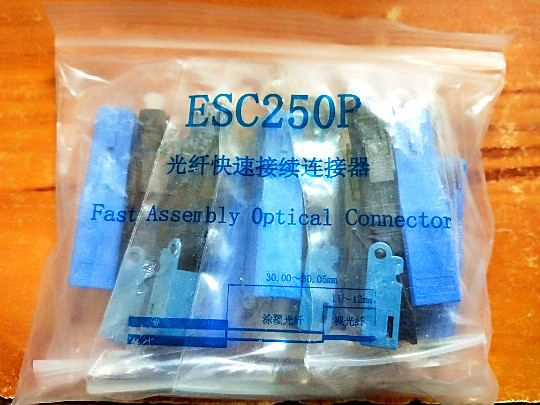 ESC250P
光纤快速接续连接器
Fast Assembly Optical Connector
30.00～30.05mm
11～12mm
涂覆光纤
裸光纤